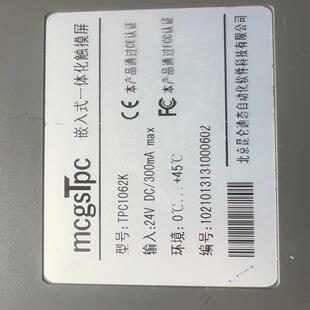 mcgsTpc 嵌入式一体化触摸屏
CE 本产品通过CE认证
FC 本产品通过FCC认证
型号: TPC1062K
输入: 24V DC/300mA max
环境: 0℃...+45℃
编号: 10210131310000602
北京昆仑通态自动化软件科技有限公司